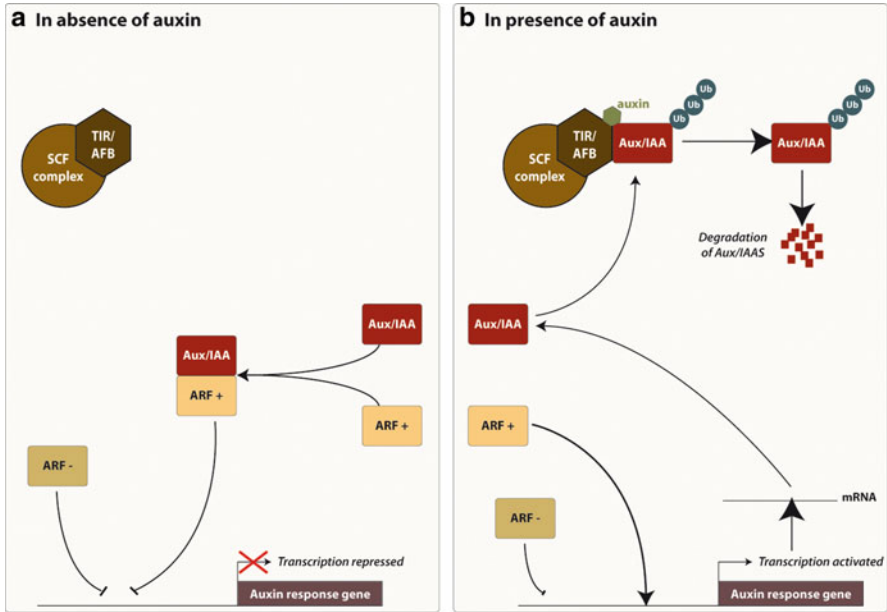 a In absence of auxin
TIR/
AFB
SCF
complex
Aux/IAA
Aux/IAA
ARF +
ARF +
ARF -
Transcription repressed
Auxin response gene
b In presence of auxin
auxin
Ub
Ub
Ub
Ub
Ub
Ub
TIR/
AFB
Aux/IAA
Aux/IAA
SCF
complex
Degradation
of Aux/IAAS
Aux/IAA
ARF +
mRNA
ARF -
Transcription activated
Auxin response gene